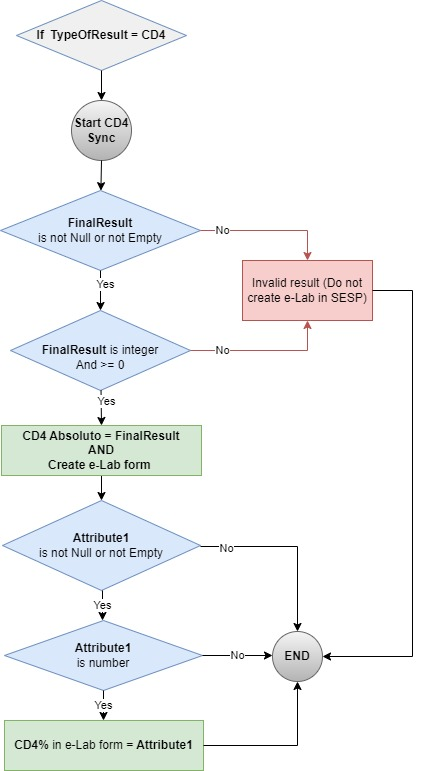 If TypeOfResult = CD4
Start CD4
Sync
FinalResult
is not Null or not Empty
No
Invalid result (Do not
create e-Lab in SESP)
Yes
FinalResult is integer
And >= 0
No
Yes
CD4 Absoluto = FinalResult
AND
Create e-Lab form
Attribute1
is not Null or not Empty
No
Yes
Attribute1
is number
No
END
Yes
CD4% in e-Lab form = Attribute1